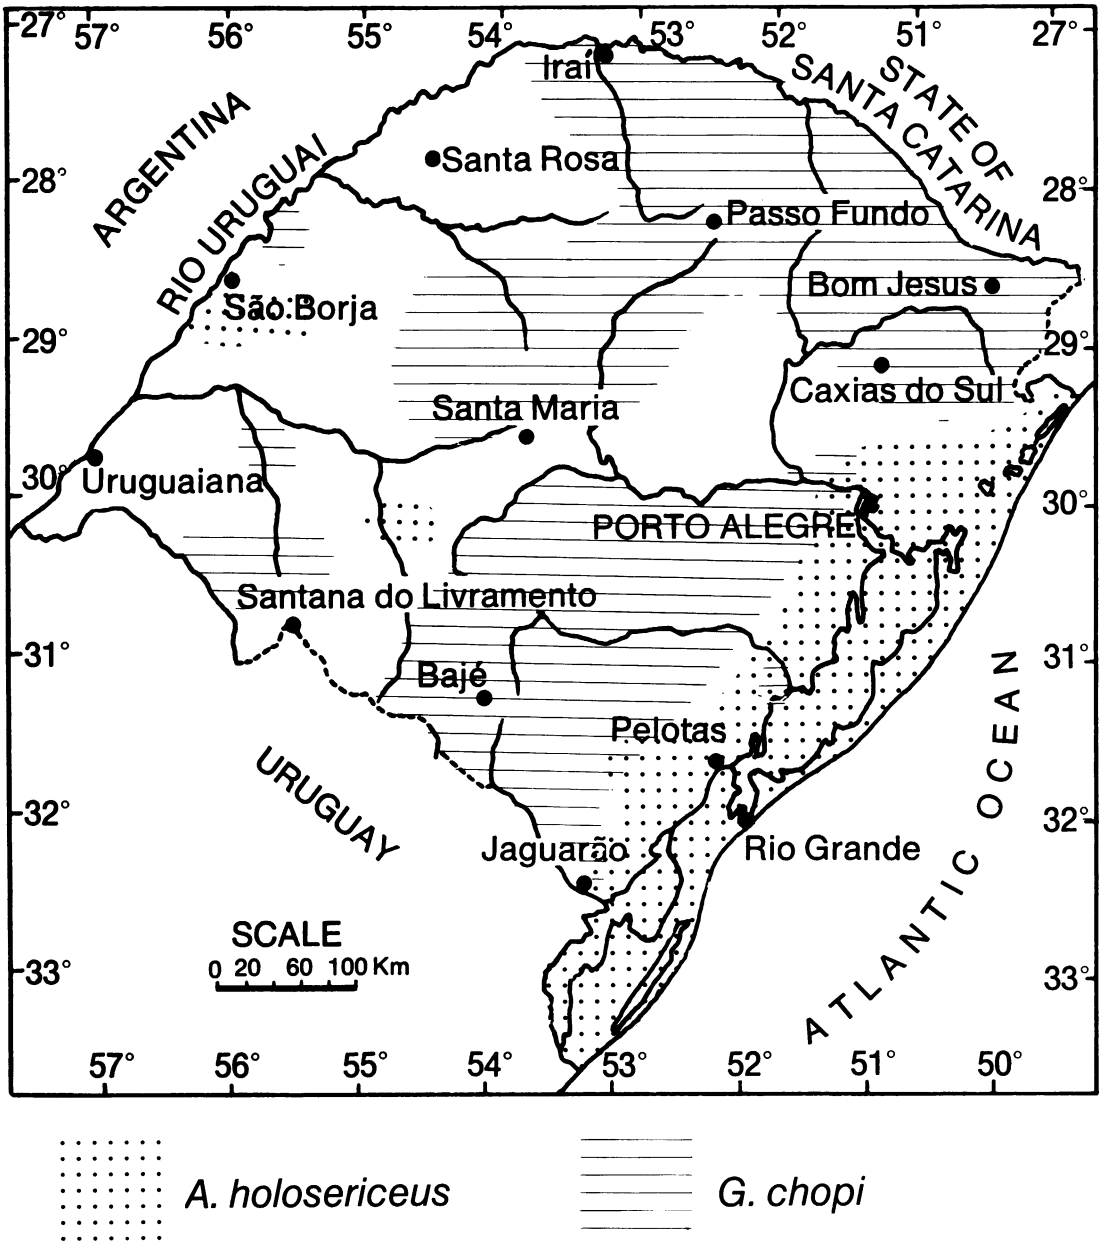 27°
57°
56°
55°
54°
53°
52°
51°
27°
Iraí
STATE OF
SANTA CATARINA
ARGENTINA
Santa Rosa
RIO URUGUAI
28°
28°
Passo Fundo
Bom Jesus
São Borja
29°
29°
Caxias do Sul
Santa Maria
30°
Uruguaiana
30°
PORTO ALEGRE
Santana do Livramento
31°
31°
Bajé
Pelotas
URUGUAY
ATLANTIC OCEAN
32°
32°
Jaguarão
Rio Grande
SCALE
0 20 60 100 Km
33°
33°
57°
56°
55°
54°
53°
52°
51°
50°
A. holosericeus
G. chopi